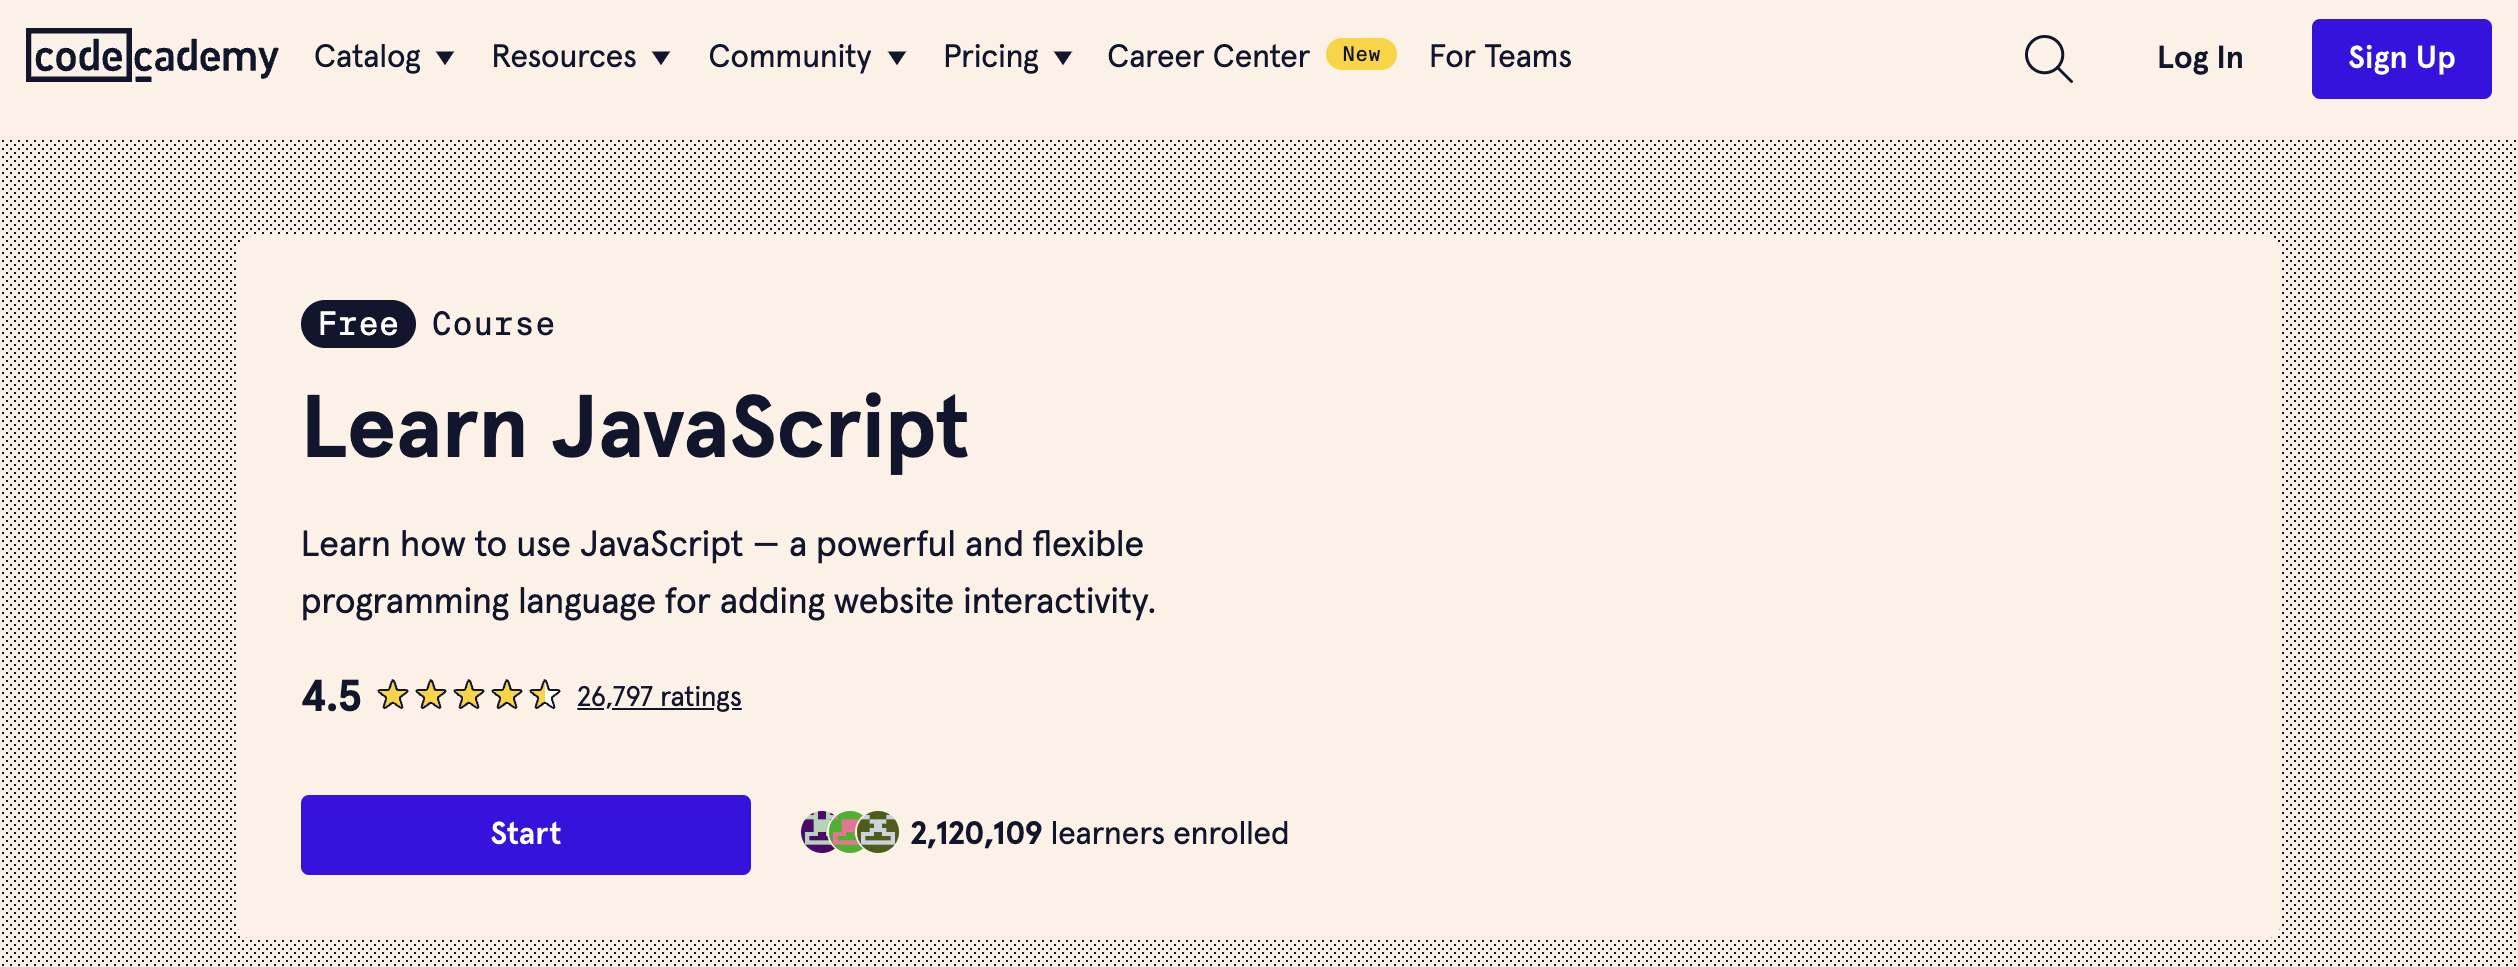 codecademy Catalog Resources Community Pricing Career Center New For Teams Log In Sign Up
Free Course
Learn JavaScript
Learn how to use JavaScript — a powerful and flexible
programming language for adding website interactivity.
4.5 26,797 ratings
Start 2,120,109 learners enrolled